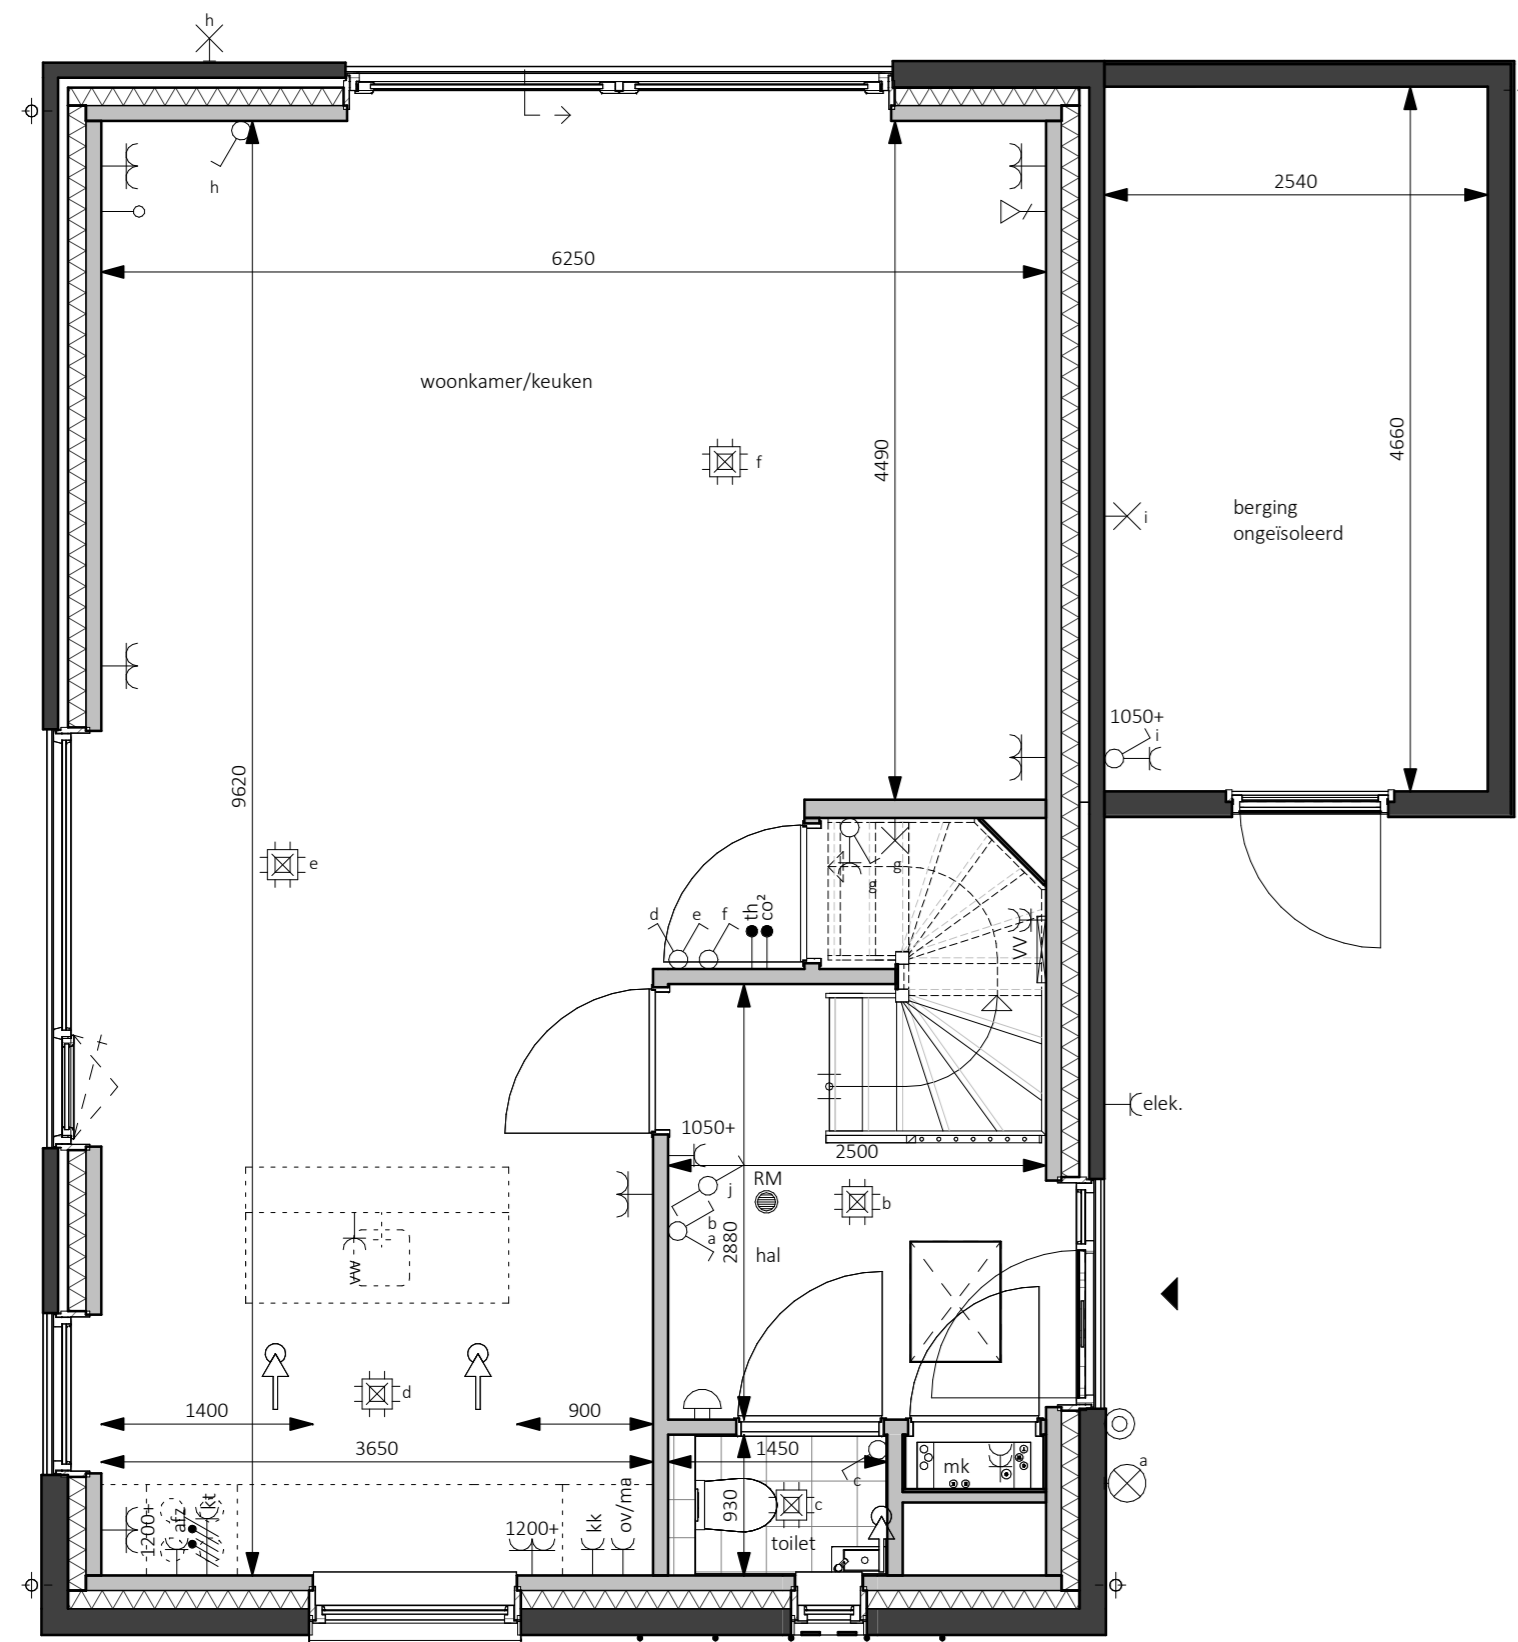 h
h
2540
6250
woonkamer/keuken
f
4490
4660
berging
ongeïsoleerd
i
1050+
i
9620
e
g
g
d
e
f
th
co²
VV
elek.
1050+
2500
j
RM
b
b
a
2880
hal
vw
d
1400
900
3650
1450
mk
a
c
930
c
toilet
1200+
afz
kt
1200+
kk
ov/ma